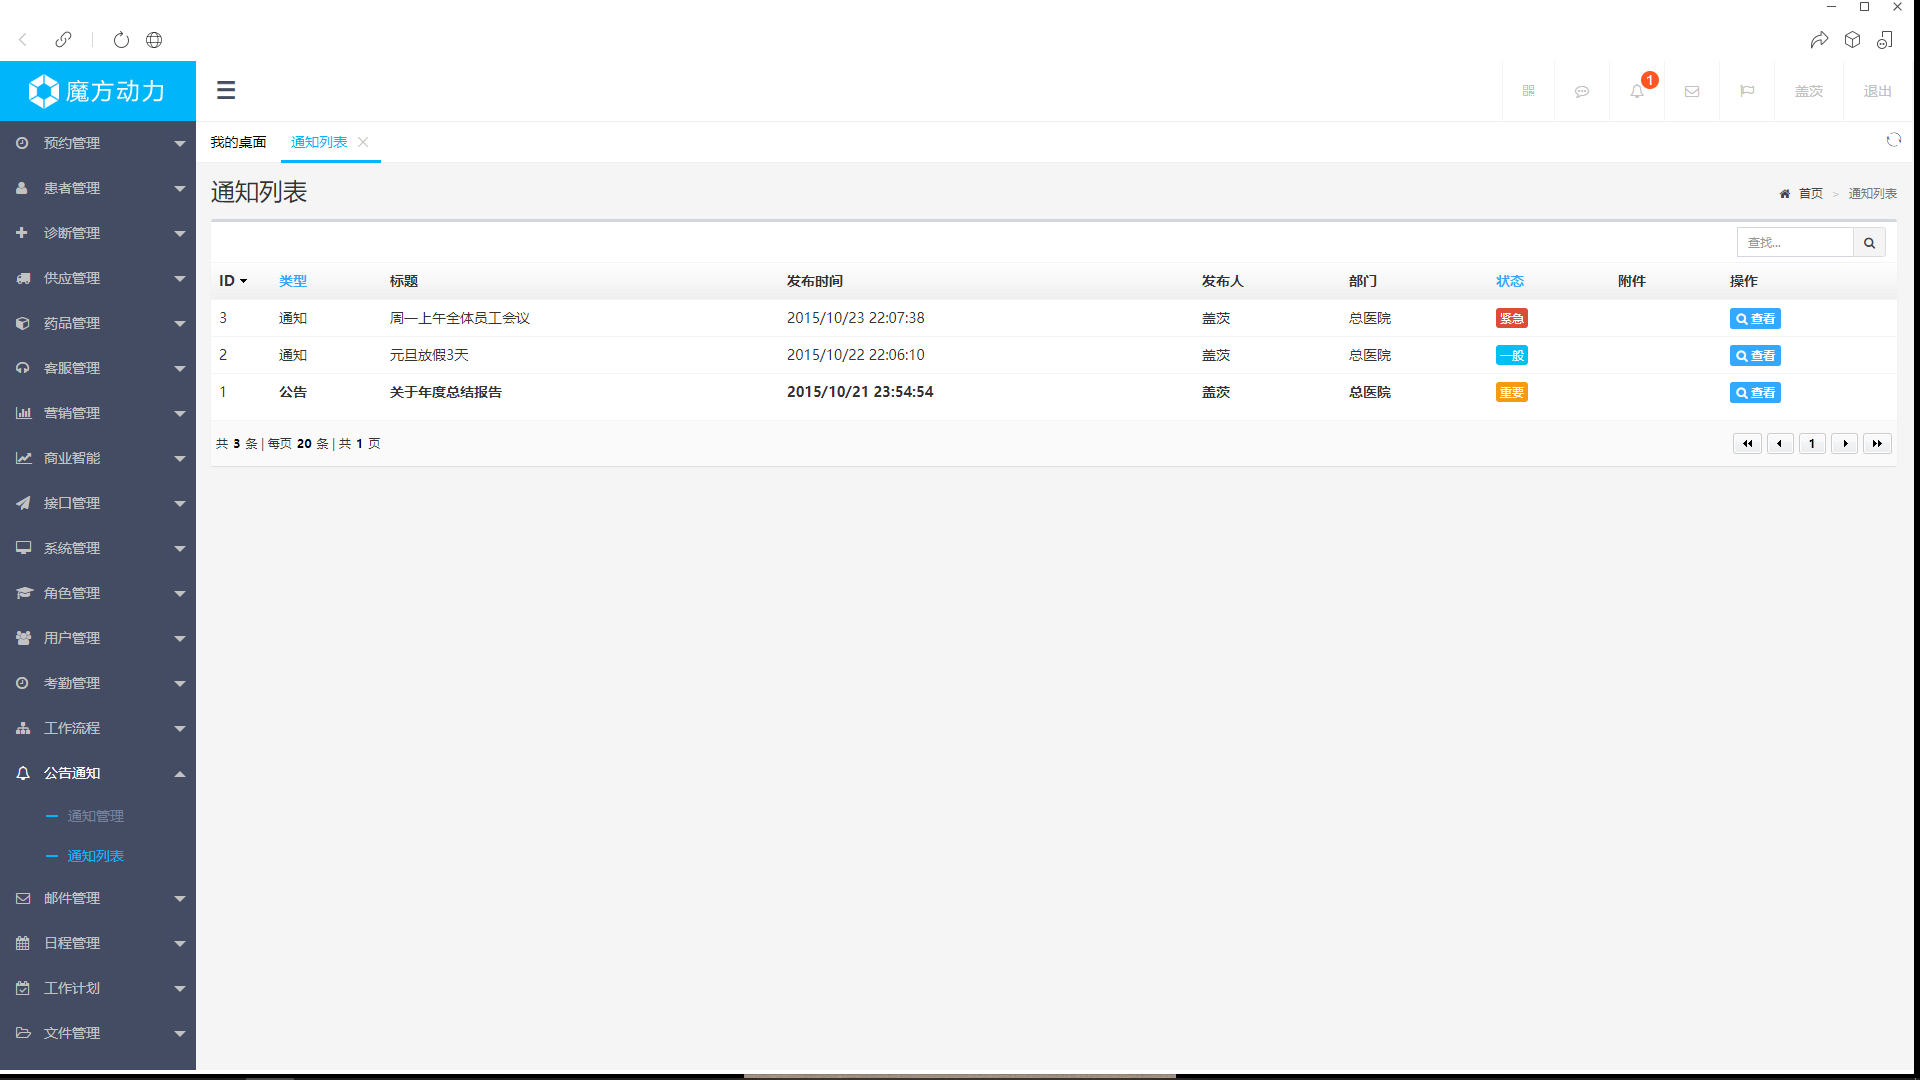 魔方动力
1
盖茨
退出
预约管理
患者管理
诊断管理
供应管理
药品管理
客服管理
营销管理
商业智能
接口管理
系统管理
角色管理
用户管理
考勤管理
工作流程
公告通知
通知管理
通知列表
邮件管理
日程管理
工作计划
文件管理
我的桌面 通知列表
通知列表
首页 > 通知列表
查找...
ID 类型 标题 发布时间 发布人 部门 状态 附件 操作
3 通知 周一上午全体员工会议 2015/10/23 22:07:38 盖茨 总医院 紧急 查看
2 通知 元旦放假3天 2015/10/22 22:06:10 盖茨 总医院 一般 查看
1 公告 关于年度总结报告 2015/10/21 23:54:54 盖茨 总医院 重要 查看
共 3 条 | 每页 20 条 | 共 1 页
1